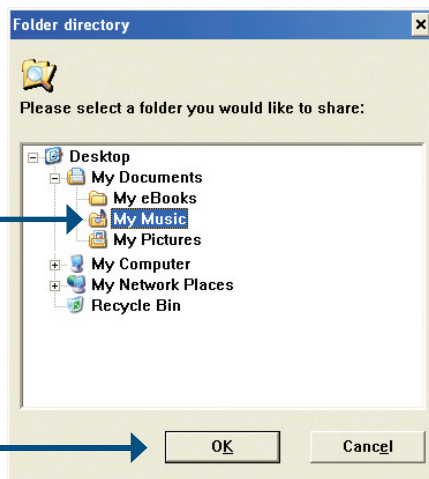 Folder directory
Please select a folder you would like to share:
Desktop
My Documents
My eBooks
My Music
My Pictures
My Computer
My Network Places
Recycle Bin
OK Cancel